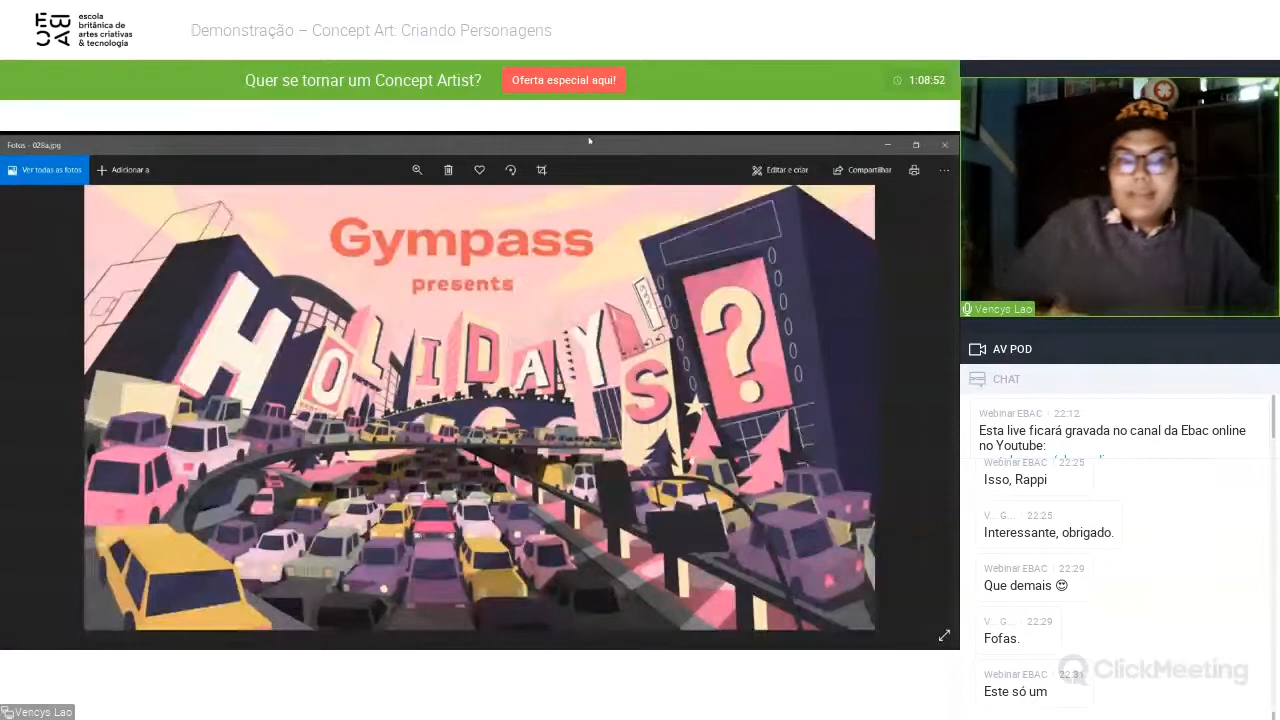 EBAC
escola
britânica de
artes criativas
& tecnologia
Demonstração – Concept Art: Criando Personagens
Quer se tornar um Concept Artist?
Oferta especial aqui!
1:08:52
Fotos - 028a.jpg
Ver todas as fotos
Adicionar a
Editar e criar
Compartilhar
Gympass
presents
HOLIDAYS?
Vencys Lao
AV POD
CHAT
Webinar EBAC 22:12
Esta live ficará gravada no canal da Ebac online
no Youtube:
Webinar EBAC 22:25
Isso, Rappi
V... G... 22:25
Interessante, obrigado.
Webinar EBAC 22:29
Que demais 😍
V... G... 22:29
Fofas.
ClickMeeting
Webinar EBAC 22:31
Este só um
Vencys Lao